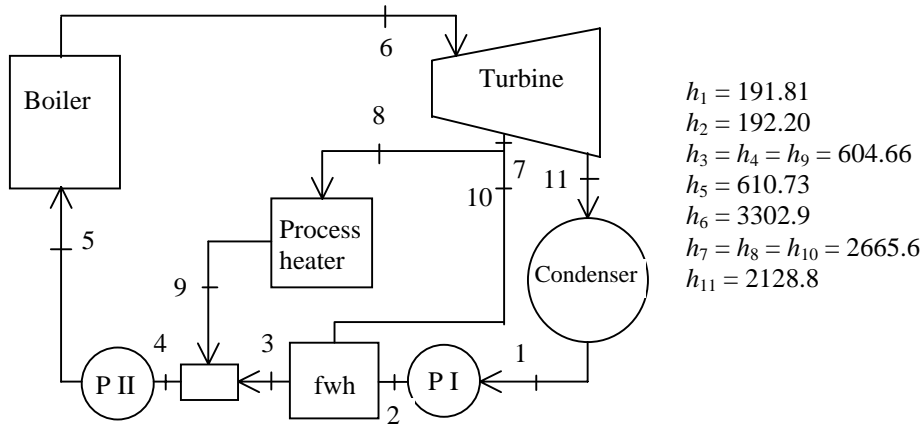 6
Boiler
Turbine
8
7
10
11
5
Process
heater
Condenser
9
4
3
1
P II
fwh
P I
2
h₁ = 191.81
h₂ = 192.20
h₃ = h₄ = h₉ = 604.66
h₅ = 610.73
h₆ = 3302.9
h₇ = h₈ = h₁₀ = 2665.6
h₁₁ = 2128.8